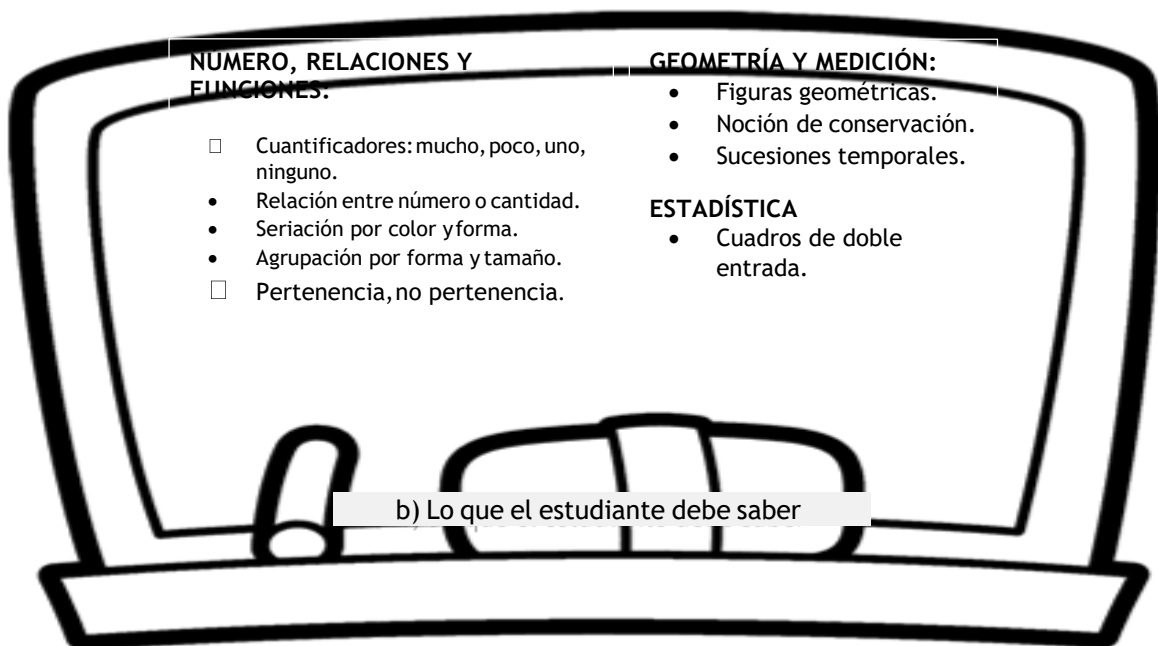 NÚMERO, RELACIONES Y
FUNCIONES:
Cuantificadores: mucho, poco, uno,
ninguno.
• Relación entre número o cantidad.
• Seriación por color y forma.
• Agrupación por forma y tamaño.
Pertenencia, no pertenencia.
GEOMETRÍA Y MEDICIÓN:
• Figuras geométricas.
• Noción de conservación.
• Sucesiones temporales.
ESTADÍSTICA
• Cuadros de doble
entrada.
b) Lo que el estudiante debe saber